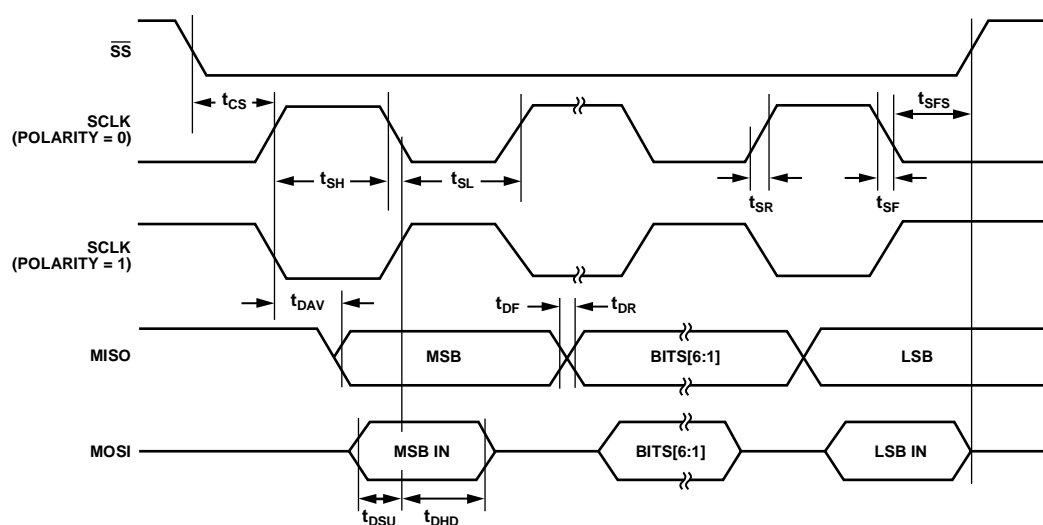 SS
tCS
tSFS
SCLK
(POLARITY = 0)
tSH
tSL
tSR
tSF
SCLK
(POLARITY = 1)
tDAV
tDF
tDR
MISO
MSB
BITS[6:1]
LSB
MOSI
MSB IN
BITS[6:1]
LSB IN
tDSU
tDHD